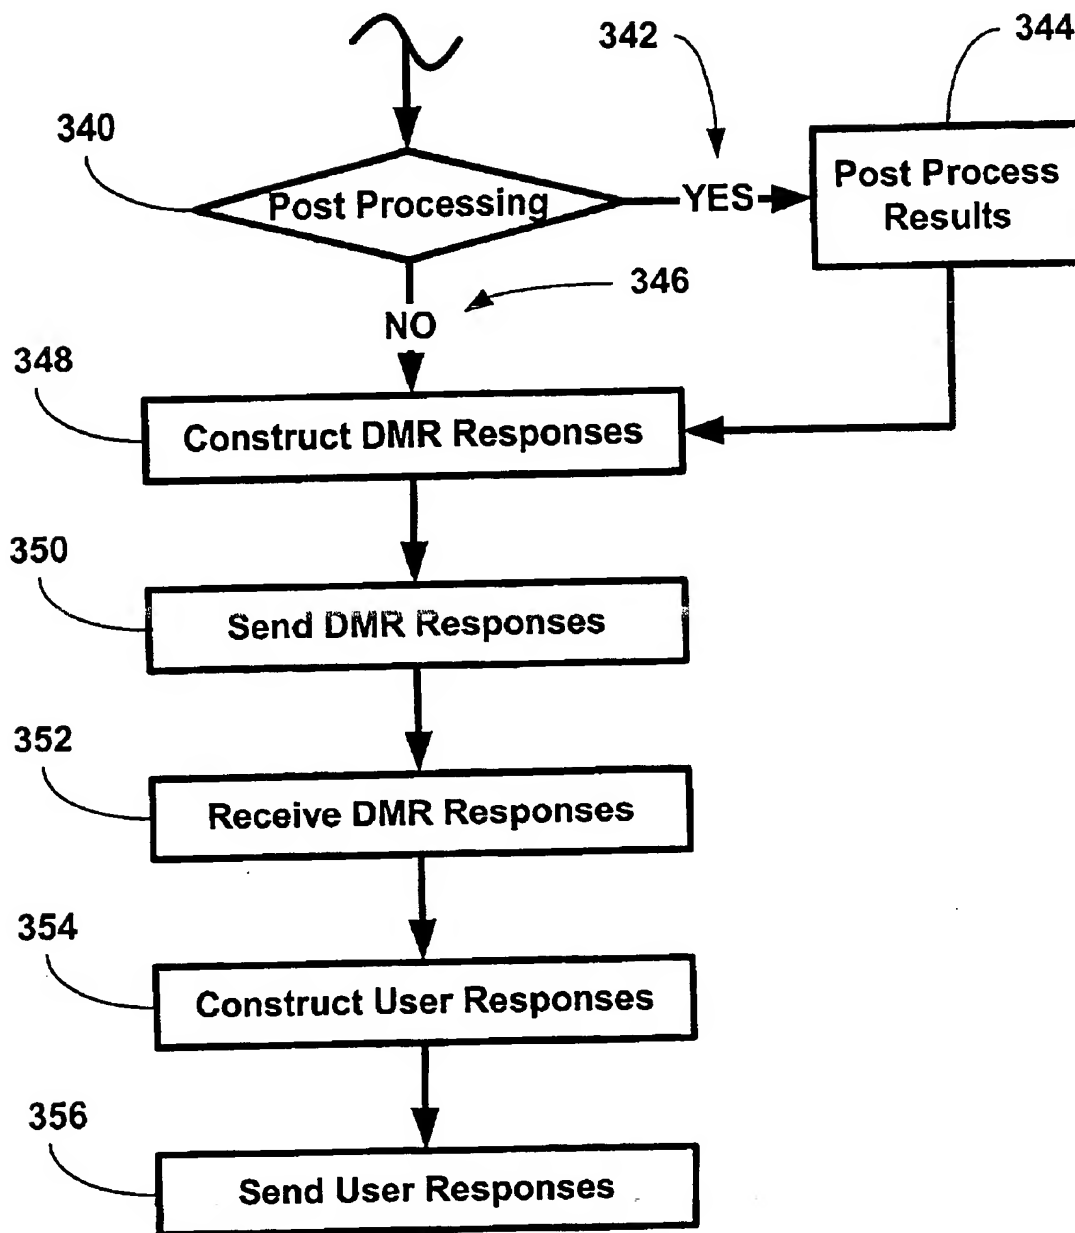 342
344
340
Post Processing
YES
Post Process
Results
346
NO
348
Construct DMR Responses
350
Send DMR Responses
352
Receive DMR Responses
354
Construct User Responses
356
Send User Responses